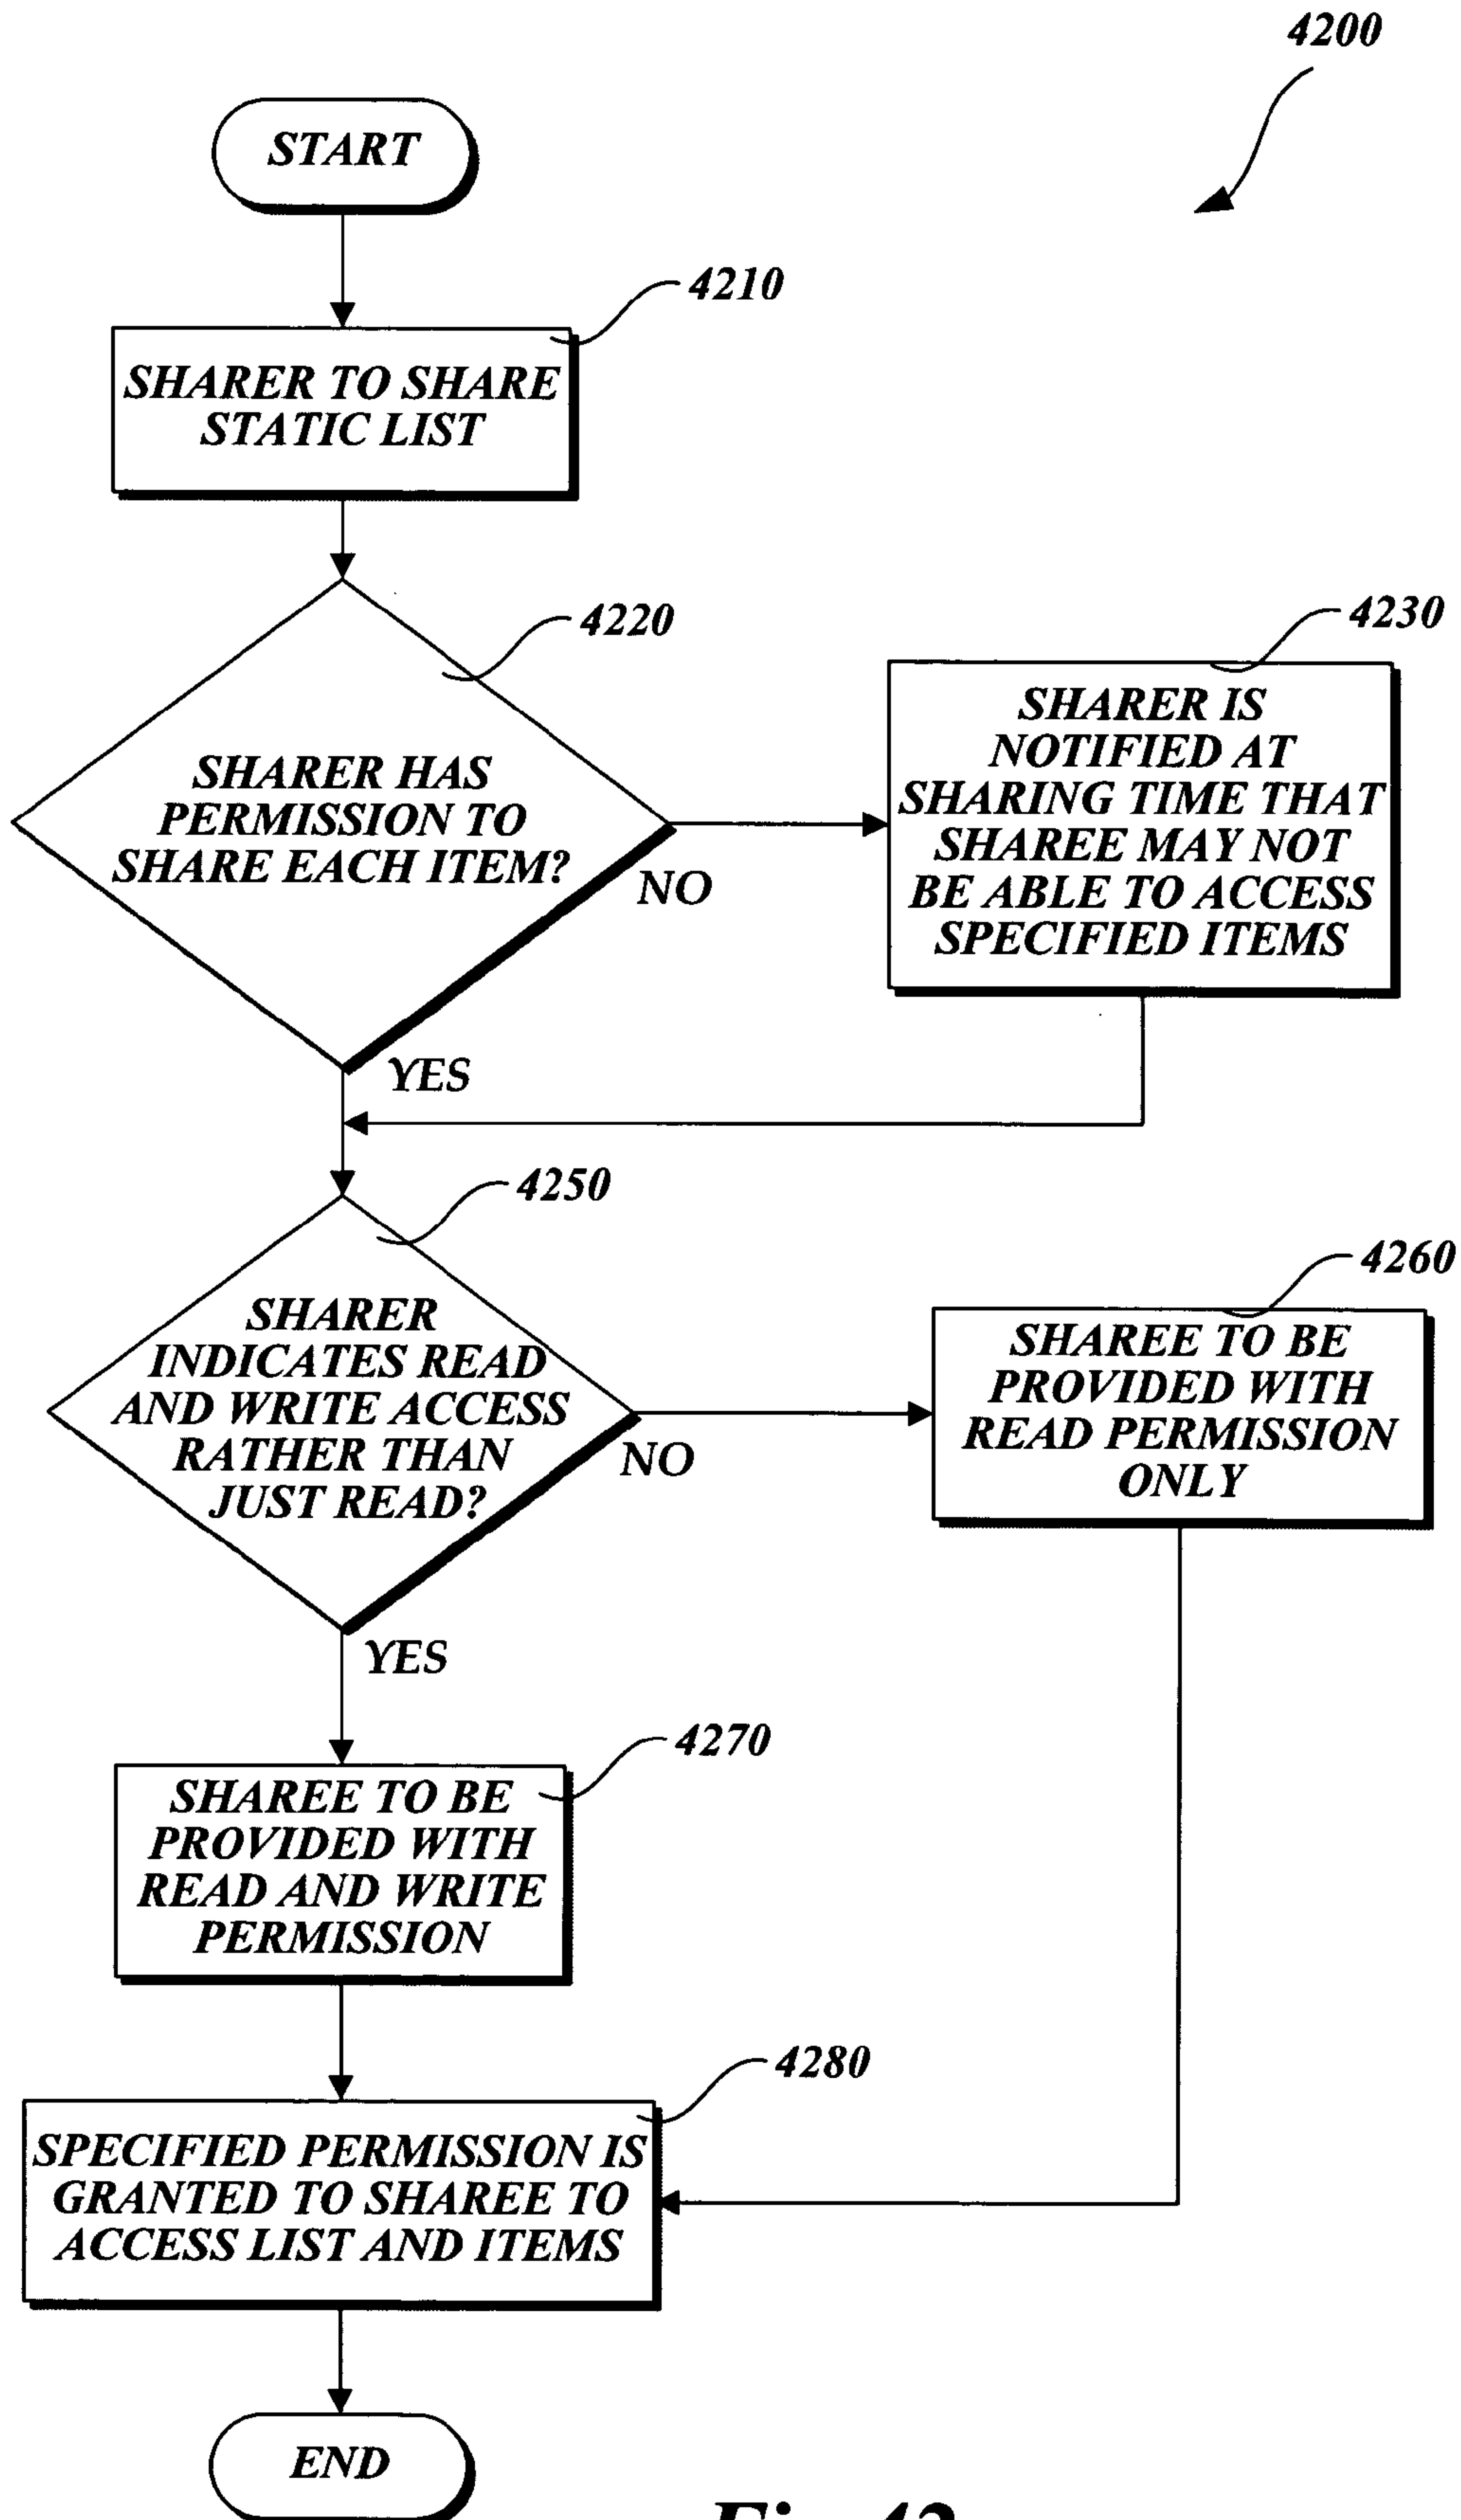 4200
START
4210
SHARER TO SHARE
STATIC LIST
4220
SHARER HAS
PERMISSION TO
SHARE EACH ITEM?
NO
YES
4230
SHARER IS
NOTIFIED AT
SHARING TIME THAT
SHAREE MAY NOT
BE ABLE TO ACCESS
SPECIFIED ITEMS
4250
SHARER
INDICATES READ
AND WRITE ACCESS
RATHER THAN
JUST READ?
NO
YES
4260
SHAREE TO BE
PROVIDED WITH
READ PERMISSION
ONLY
4270
SHAREE TO BE
PROVIDED WITH
READ AND WRITE
PERMISSION
4280
SPECIFIED PERMISSION IS
GRANTED TO SHAREE TO
ACCESS LIST AND ITEMS
END